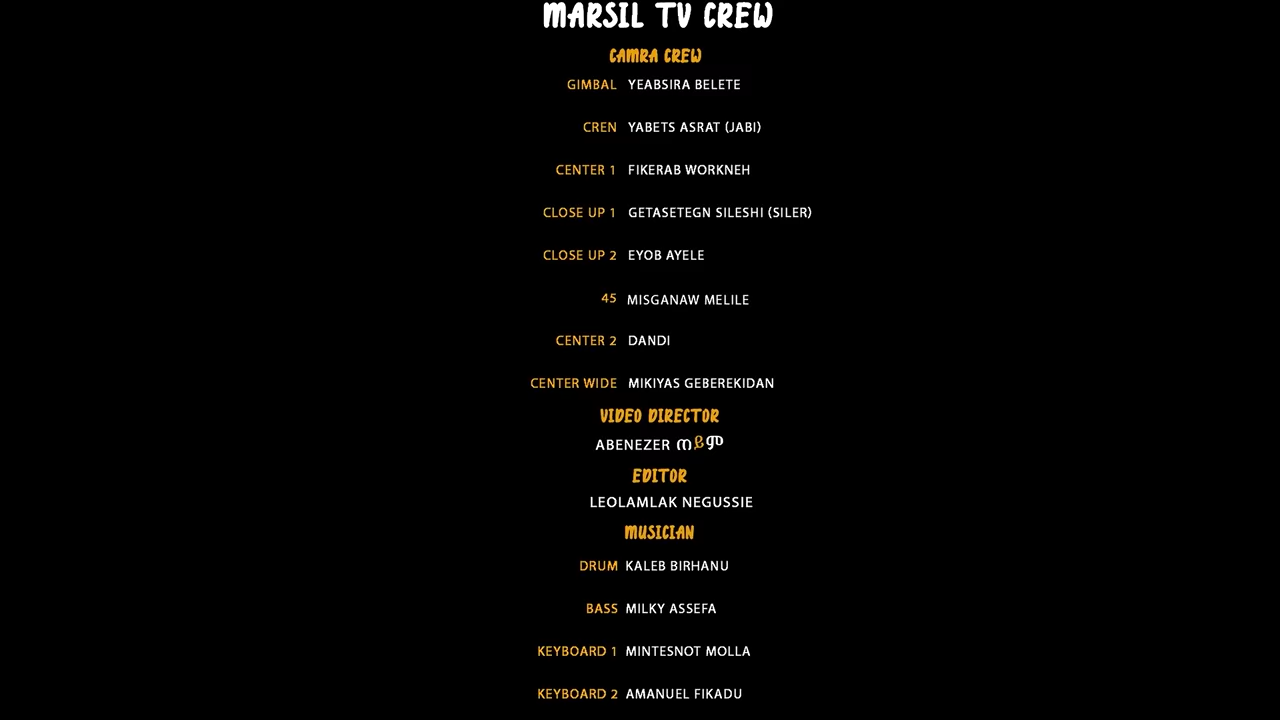 MARSIL TV CREW
CAMRA CREW
GIMBAL YEABSIRA BELETE
CREN YABETS ASRAT (JABI)
CENTER 1 FIKERAB WORKNEH
CLOSE UP 1 GETASETEGN SILESHI (SILER)
CLOSE UP 2 EYOB AYELE
45 MISGANAW MELILE
CENTER 2 DANDI
CENTER WIDE MIKIYAS GEBEREKIDAN
VIDEO DIRECTOR
ABENEZER ጠይም
EDITOR
LEOLAMLAK NEGUSSIE
MUSICIAN
DRUM KALEB BIRHANU
BASS MILKY ASSEFA
KEYBOARD 1 MINTESNOT MOLLA
KEYBOARD 2 AMANUEL FIKADU